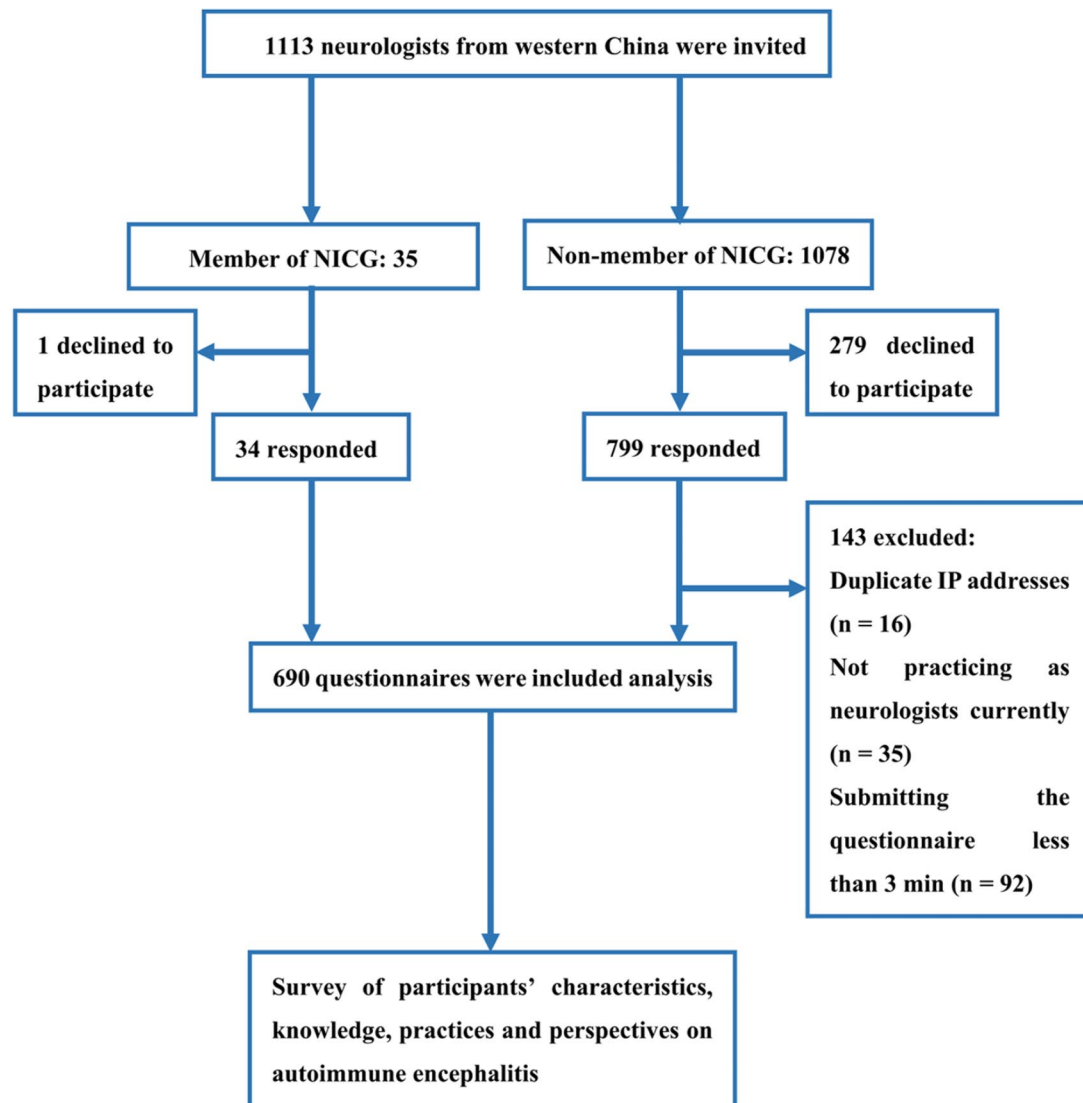 1113 neurologists from western China were invited
Member of NICG: 35
Non-member of NICG: 1078
1 declined to
participate
279 declined
to participate
34 responded
799 responded
143 excluded:
Duplicate IP addresses
(n = 16)
Not practicing as
neurologists currently
(n = 35)
Submitting the
questionnaire less
than 3 min (n = 92)
690 questionnaires were included analysis
Survey of participants’ characteristics,
knowledge, practices and perspectives on
autoimmune encephalitis